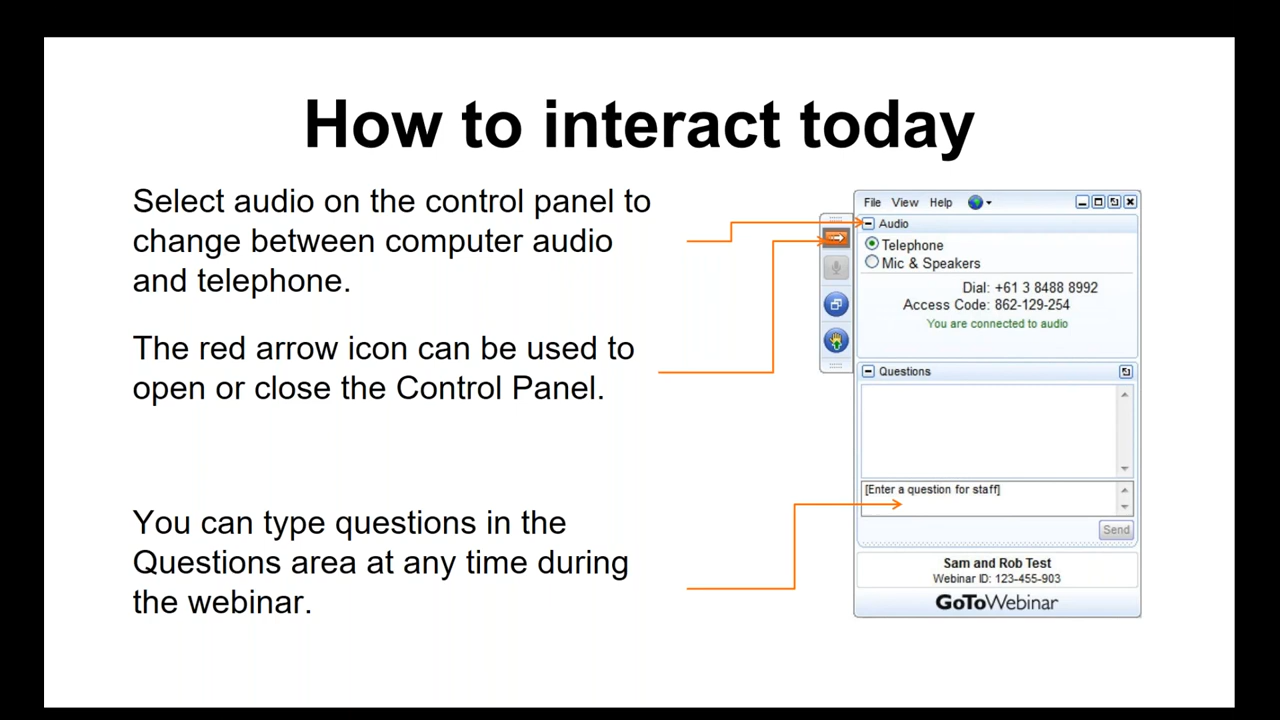 How to interact today
Select audio on the control panel to
change between computer audio
and telephone.
The red arrow icon can be used to
open or close the Control Panel.
You can type questions in the
Questions area at any time during
the webinar.
File View Help
Audio
Telephone
Mic & Speakers
Dial: +61 3 8488 8992
Access Code: 862-129-254
You are connected to audio
Questions
[Enter a question for staff]
Send
Sam and Rob Test
Webinar ID: 123-455-903
GoToWebinar